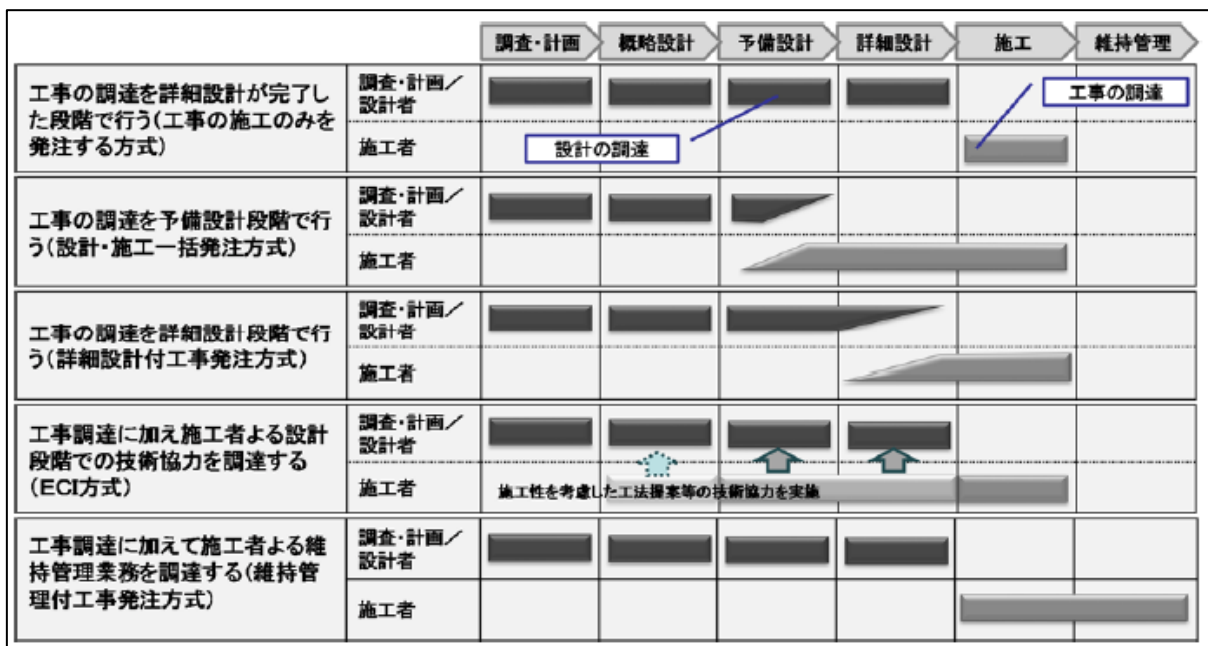 調査・計画
概略設計
予備設計
詳細設計
施工
維持管理
工事の調達を詳細設計が完了し
た段階で行う(工事の施工のみを
発注する方式)
調査・計画／
設計者
施工者
設計の調達
工事の調達
工事の調達を予備設計段階で行
う(設計・施工一括発注方式)
調査・計画／
設計者
施工者
工事の調達を詳細設計段階で行
う(詳細設計付工事発注方式)
調査・計画／
設計者
施工者
工事調達に加え施工者よる設計
段階での技術協力を調達する
(ECI方式)
調査・計画／
設計者
施工者
施工性を考慮した工法提案等の技術協力を実施
工事調達に加えて施工者よる維
持管理業務を調達する(維持管
理付工事発注方式)
調査・計画／
設計者
施工者